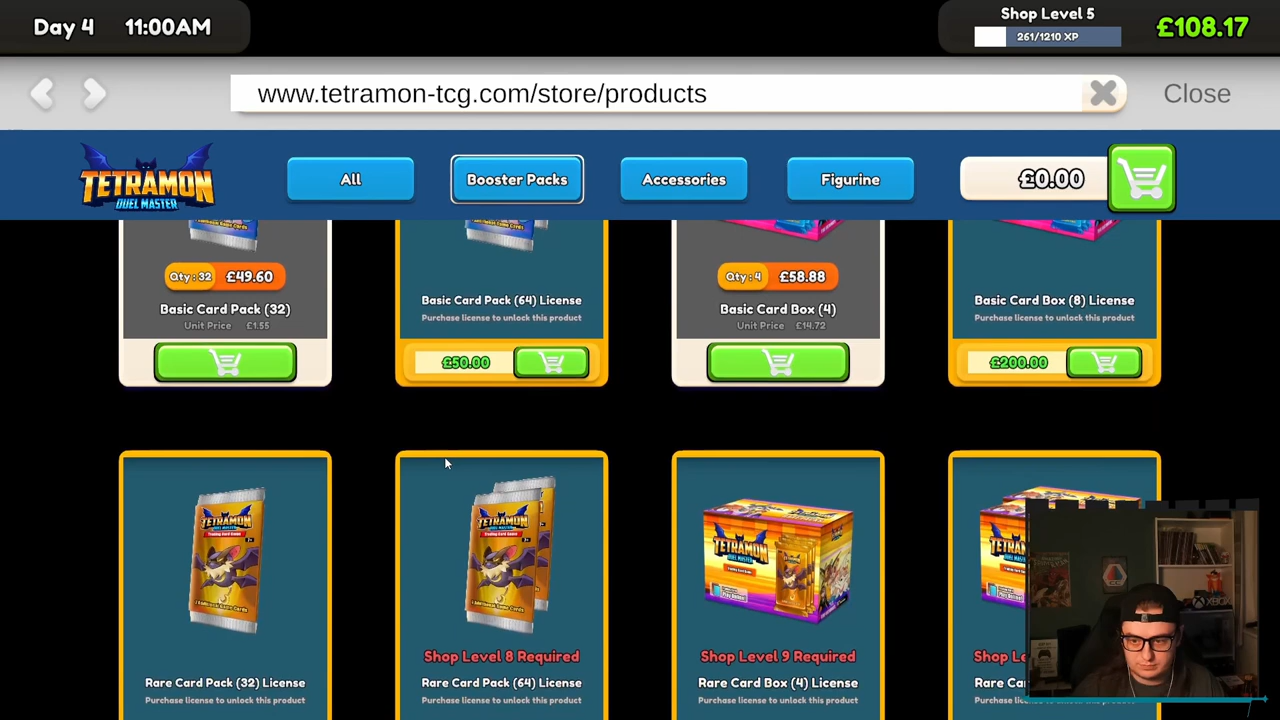 Day 4 11:00AM
Shop Level 5
261/1210 XP
£108.17
www.tetramon-tcg.com/store/products
Close
TETRAMON
DUEL MASTER
All
Booster Packs
Accessories
Figurine
£0.00
Qty : 32 £49.60
Basic Card Pack (32)
Unit Price £1.55
Basic Card Pack (64) License
Purchase license to unlock this product
£50.00
Qty : 4 £58.88
Basic Card Box (4)
Unit Price £14.72
Basic Card Box (8) License
Purchase license to unlock this product
£200.00
TETRAMON
Rare Card Pack (32) License
Purchase license to unlock this product
TETRAMON
Shop Level 8 Required
Rare Card Pack (64) License
Purchase license to unlock this product
TETRAMON
Shop Level 9 Required
Rare Card Box (4) License
Purchase license to unlock this product
XBOX